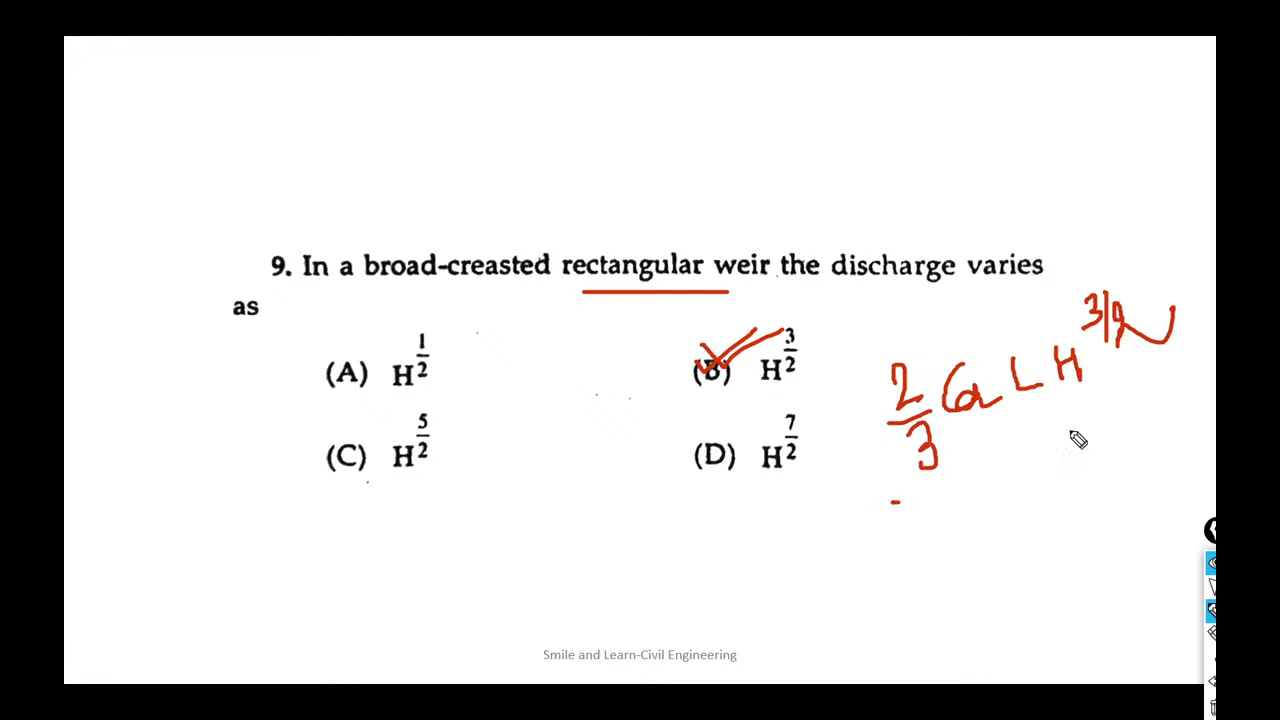 9. In a broad-creasted rectangular weir the discharge varies
as
(A) H^1/2
(B) H^3/2
(C) H^5/2
(D) H^7/2
2/3 Cd L H^3/2
Smile and Learn-Civil Engineering